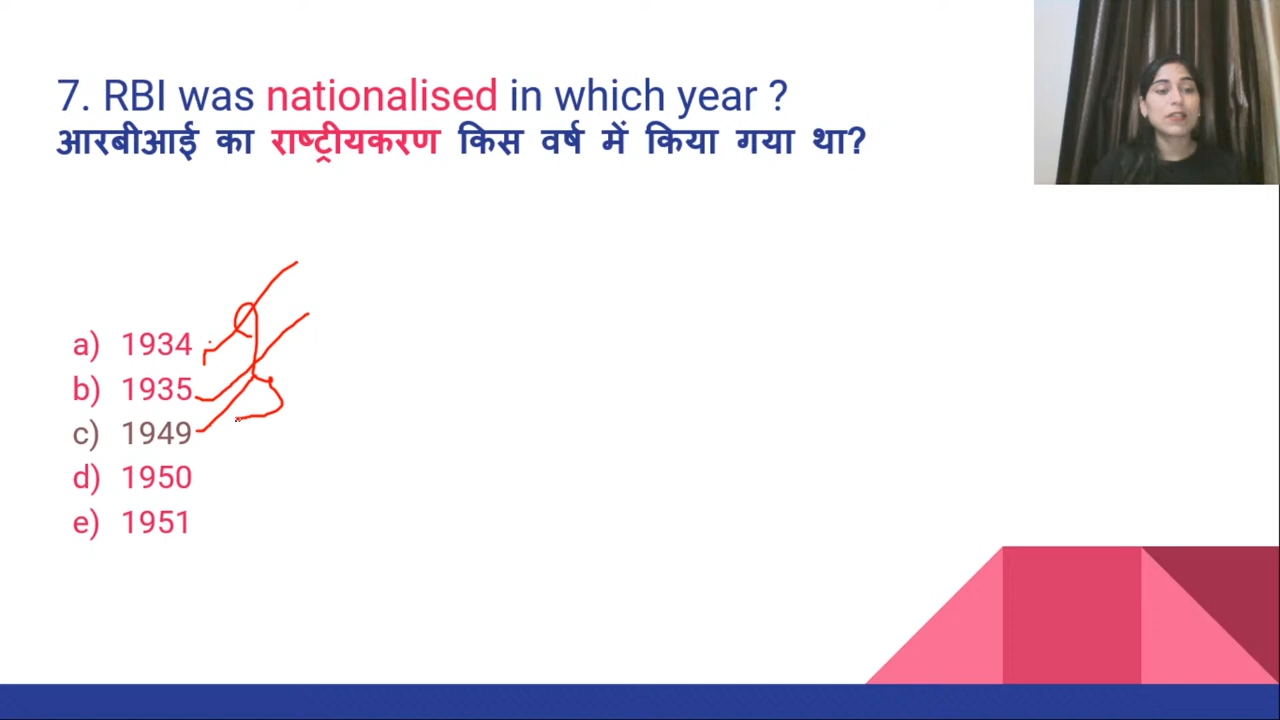 7. RBI was nationalised in which year ?
आरबीआई का राष्ट्रीयकरण किस वर्ष में किया गया था?
a) 1934
b) 1935
c) 1949
d) 1950
e) 1951